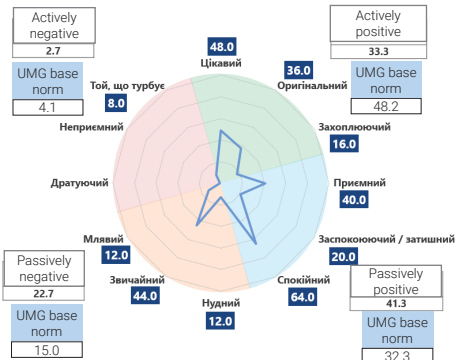 Actively
negative
2.7
UMG base
norm
4.1
Actively
positive
33.3
UMG base
norm
48.2
48.0
Цікавий
36.0
Оригінальний
Захоплюючий
16.0
Приємний
40.0
Заспокоюючий / затишний
20.0
Спокійний
64.0
Нудний
12.0
Звичайний
44.0
Млявий
12.0
Дратуючий
Неприємний
Той, що турбує
8.0
Passively
negative
22.7
UMG base
norm
15.0
Passively
positive
41.3
UMG base
norm
32.3